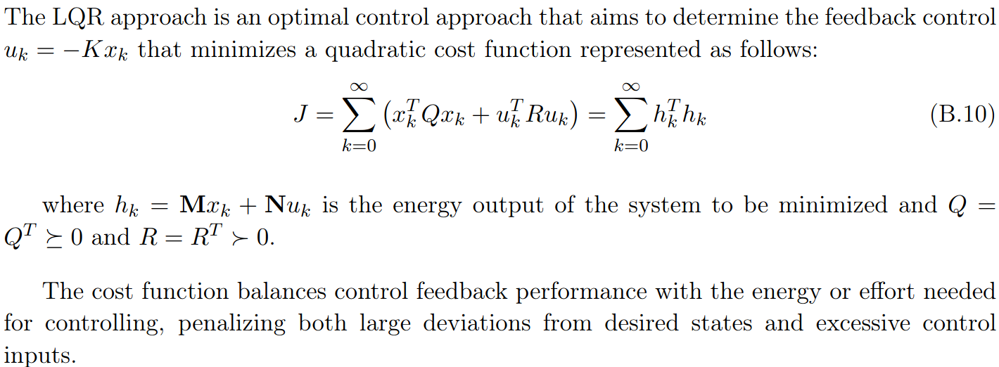 The LQR approach is an optimal control approach that aims to determine the feedback control
$u_k = -Kx_k$ that minimizes a quadratic cost function represented as follows:
$J = \sum_{k=0}^{\infty} \left( x_k^T Q x_k + u_k^T R u_k \right) = \sum_{k=0}^{\infty} h_k^T h_k$ (B.10)
where $h_k = \mathbf{M}x_k + \mathbf{N}u_k$ is the energy output of the system to be minimized and $Q =$
$Q^T \succeq 0$ and $R = R^T \succ 0$.
The cost function balances control feedback performance with the energy or effort needed
for controlling, penalizing both large deviations from desired states and excessive control
inputs.